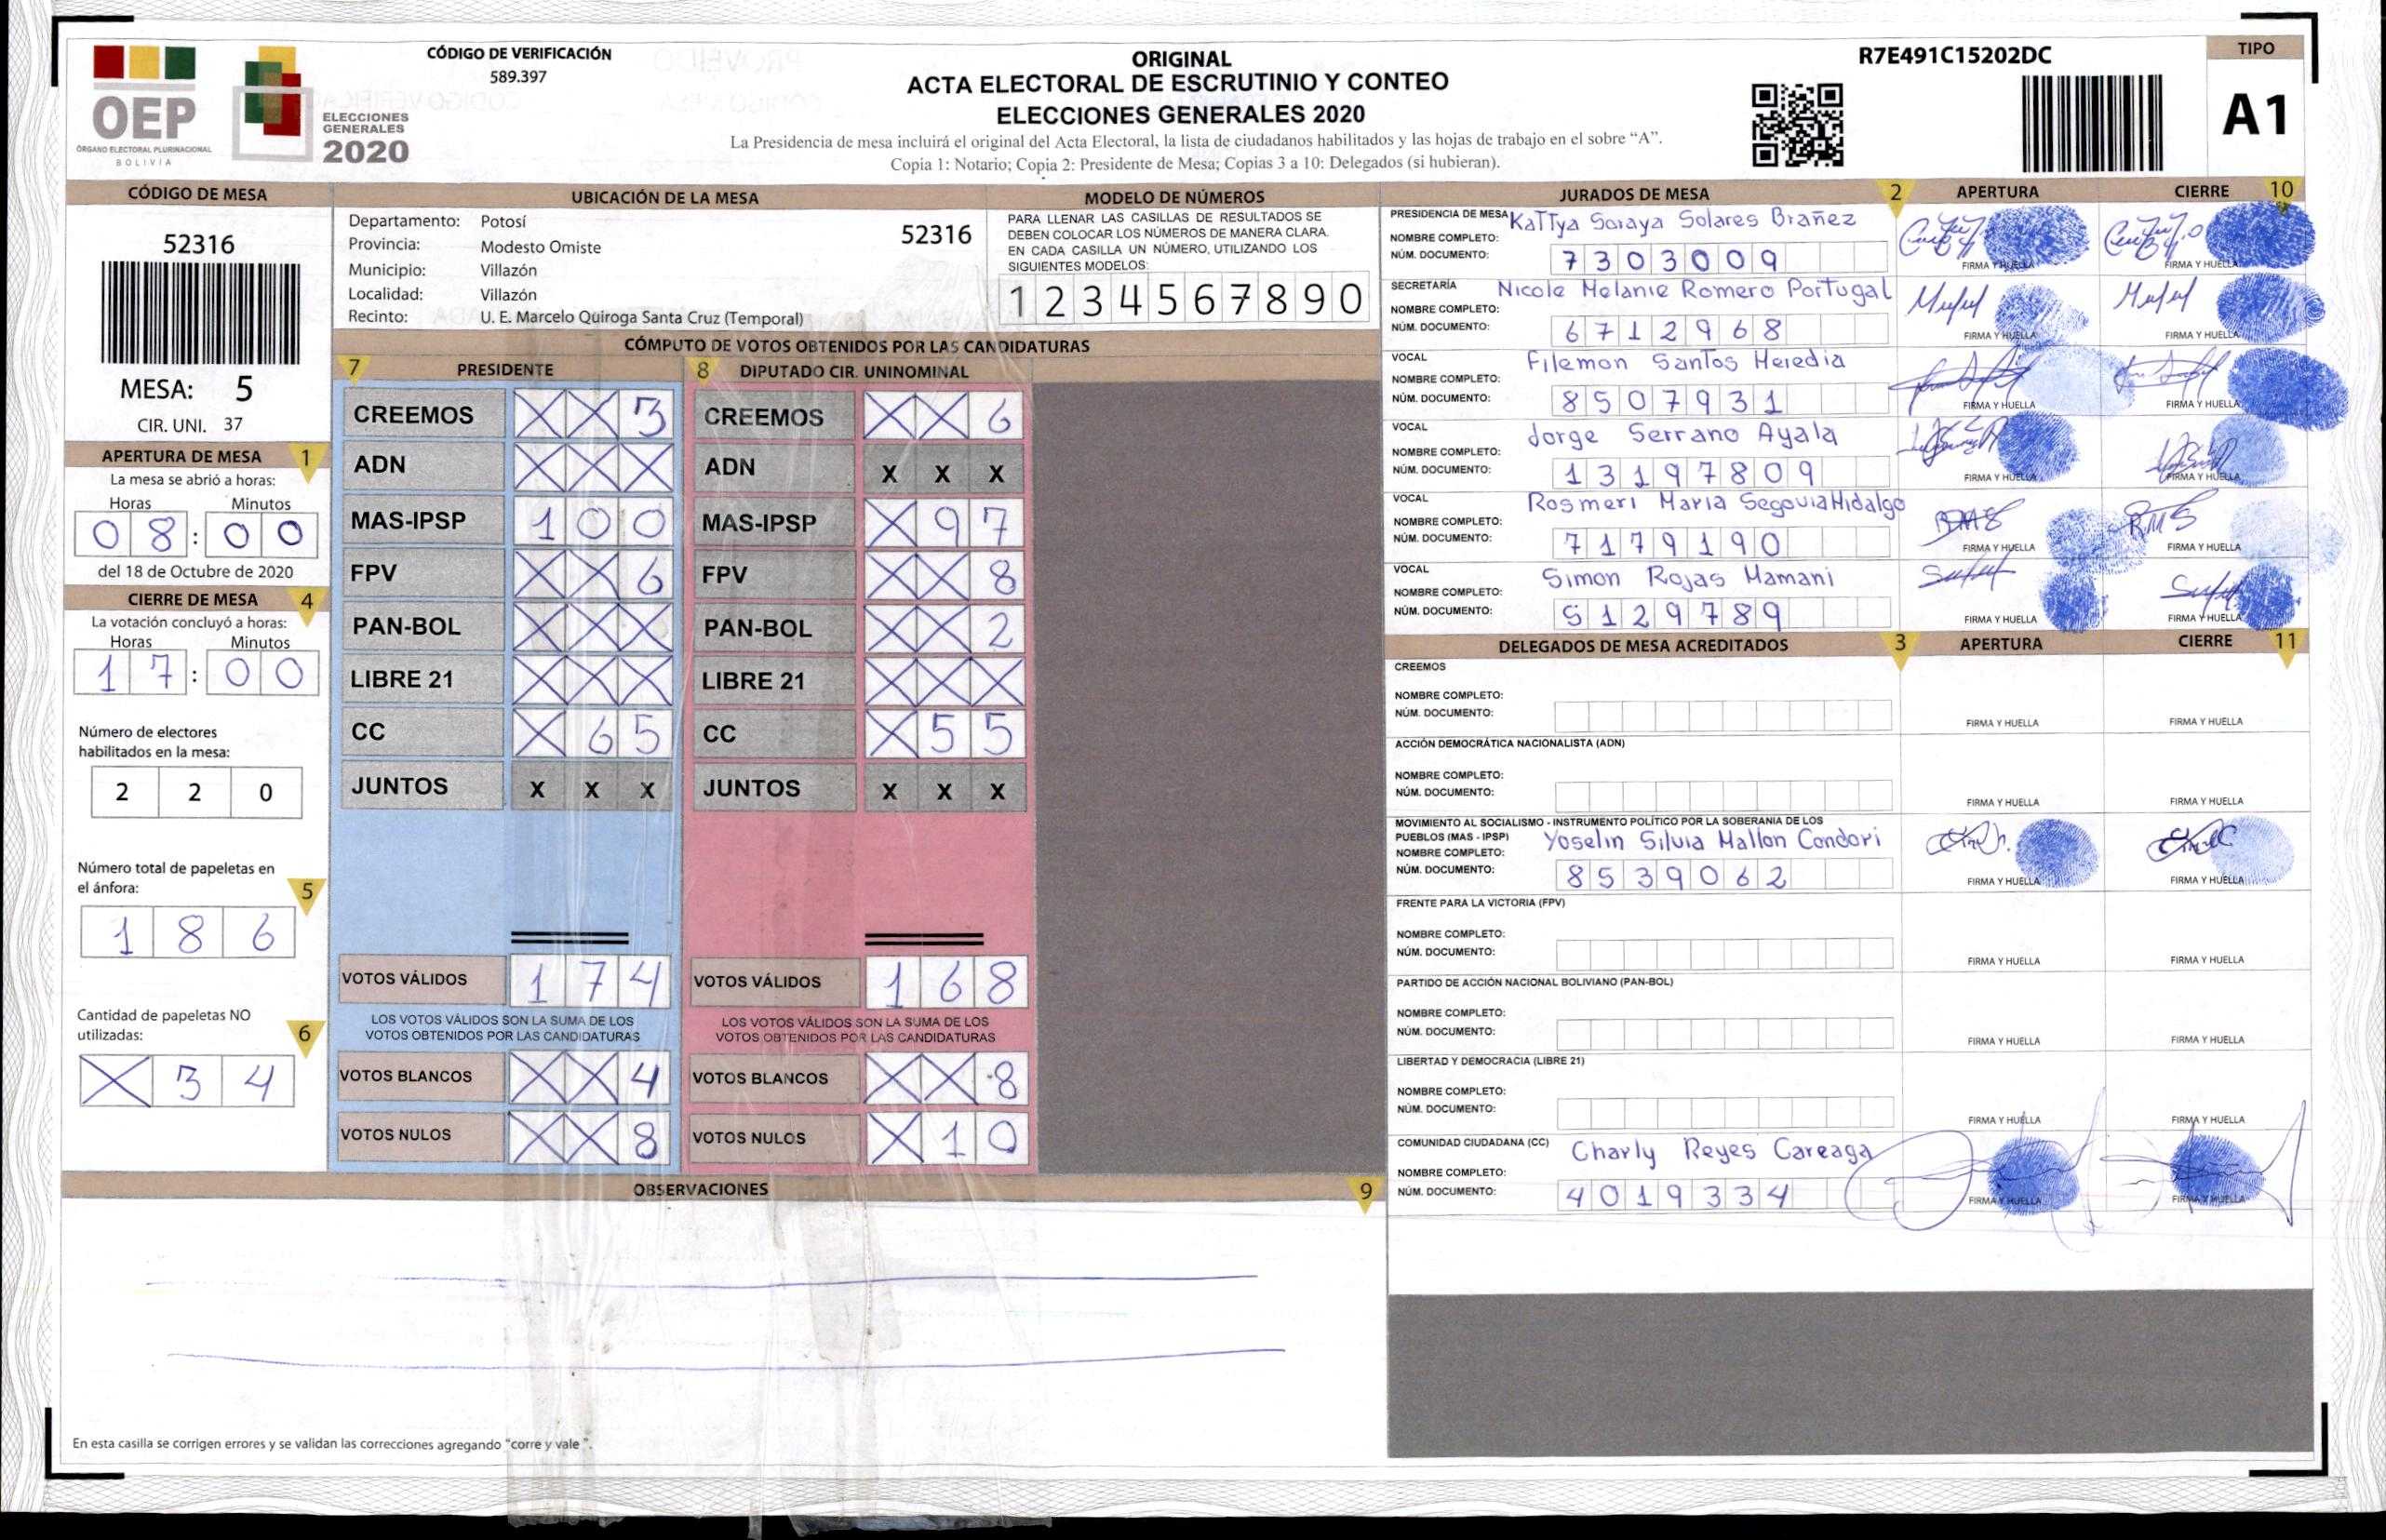 CÓDIGO DE VERIFICACIÓN
589.397
OEP
ÓRGANO ELECTORAL PLURINACIONAL
BOLIVIA
ELECCIONES
GENERALES
2020
ORIGINAL
ACTA ELECTORAL DE ESCRUTINIO Y CONTEO
ELECCIONES GENERALES 2020
La Presidencia de mesa incluirá el original del Acta Electoral, la lista de ciudadanos habilitados y las hojas de trabajo en el sobre “A”.
Copia 1: Notario; Copia 2: Presidente de Mesa; Copias 3 a 10: Delegados (si hubieran).
R7E491C15202DC
TIPO
A1
CÓDIGO DE MESA
52316
MESA: 5
CIR. UNI. 37
APERTURA DE MESA 1
La mesa se abrió a horas:
Horas Minutos
08:00
del 18 de Octubre de 2020
CIERRE DE MESA 4
La votación concluyó a horas:
Horas Minutos
17:00
Número de electores
habilitados en la mesa:
2 2 0
Número total de papeletas en
el ánfora: 5
1 8 6
Cantidad de papeletas NO
utilizadas: 6
X 3 4
UBICACIÓN DE LA MESA
Departamento: Potosí
52316
Provincia: Modesto Omiste
Municipio: Villazón
Localidad: Villazón
Recinto: U. E. Marcelo Quiroga Santa Cruz (Temporal)
MODELO DE NÚMEROS
PARA LLENAR LAS CASILLAS DE RESULTADOS SE
DEBEN COLOCAR LOS NÚMEROS DE MANERA CLARA.
EN CADA CASILLA UN NÚMERO, UTILIZANDO LOS
SIGUIENTES MODELOS:
1 2 3 4 5 6 7 8 9 0
CÓMPUTO DE VOTOS OBTENIDOS POR LAS CANDIDATURAS
7 PRESIDENTE
CREEMOS X X 3
ADN X X X
MAS-IPSP 1 0 0
FPV X X 6
PAN-BOL X X X
LIBRE 21 X X X
CC X 6 5
JUNTOS X X X
VOTOS VÁLIDOS 1 7 4
LOS VOTOS VÁLIDOS SON LA SUMA DE LOS
VOTOS OBTENIDOS POR LAS CANDIDATURAS
VOTOS BLANCOS X X 4
VOTOS NULOS X X 8
8 DIPUTADO CIR. UNINOMINAL
CREEMOS X X 6
ADN X X X
MAS-IPSP X 9 7
FPV X X 8
PAN-BOL X X 2
LIBRE 21 X X X
CC X 5 5
JUNTOS X X X
VOTOS VÁLIDOS 1 6 8
LOS VOTOS VÁLIDOS SON LA SUMA DE LOS
VOTOS OBTENIDOS POR LAS CANDIDATURAS
VOTOS BLANCOS X X 8
VOTOS NULOS X 1 0
OBSERVACIONES 9
En esta casilla se corrigen errores y se validan las correcciones agregando “corre y vale ”.
JURADOS DE MESA 2 APERTURA CIERRE 10
PRESIDENCIA DE MESA Kattya Soraya Solares Brañez
NOMBRE COMPLETO:
NÚM. DOCUMENTO: 7303009
FIRMA Y HUELLA FIRMA Y HUELLA
SECRETARÍA Nicole Melanie Romero Portugal
NOMBRE COMPLETO:
NÚM. DOCUMENTO: 6712968
FIRMA Y HUELLA FIRMA Y HUELLA
VOCAL Filemon Santos Heredia
NOMBRE COMPLETO:
NÚM. DOCUMENTO: 8507931
FIRMA Y HUELLA FIRMA Y HUELLA
VOCAL Jorge Serrano Ayala
NOMBRE COMPLETO:
NÚM. DOCUMENTO: 13197809
FIRMA Y HUELLA FIRMA Y HUELLA
VOCAL Rosmeri Maria Segovia Hidalgo
NOMBRE COMPLETO:
NÚM. DOCUMENTO: 7179190
FIRMA Y HUELLA FIRMA Y HUELLA
VOCAL Simon Rojas Mamani
NOMBRE COMPLETO:
NÚM. DOCUMENTO: 5129789
FIRMA Y HUELLA FIRMA Y HUELLA
DELEGADOS DE MESA ACREDITADOS 3 APERTURA CIERRE 11
CREEMOS
NOMBRE COMPLETO:
NÚM. DOCUMENTO:
FIRMA Y HUELLA FIRMA Y HUELLA
ACCIÓN DEMOCRÁTICA NACIONALISTA (ADN)
NOMBRE COMPLETO:
NÚM. DOCUMENTO:
FIRMA Y HUELLA FIRMA Y HUELLA
MOVIMIENTO AL SOCIALISMO - INSTRUMENTO POLÍTICO POR LA SOBERANIA DE LOS
PUEBLOS (MAS - IPSP) Yoselin Silvia Mallon Condori
NOMBRE COMPLETO:
NÚM. DOCUMENTO: 8539062
FIRMA Y HUELLA FIRMA Y HUELLA
FRENTE PARA LA VICTORIA (FPV)
NOMBRE COMPLETO:
NÚM. DOCUMENTO:
FIRMA Y HUELLA FIRMA Y HUELLA
PARTIDO DE ACCIÓN NACIONAL BOLIVIANO (PAN-BOL)
NOMBRE COMPLETO:
NÚM. DOCUMENTO:
FIRMA Y HUELLA FIRMA Y HUELLA
LIBERTAD Y DEMOCRACIA (LIBRE 21)
NOMBRE COMPLETO:
NÚM. DOCUMENTO:
FIRMA Y HUELLA FIRMA Y HUELLA
COMUNIDAD CIUDADANA (CC) Charly Reyes Careaga
NOMBRE COMPLETO:
NÚM. DOCUMENTO: 4019334
FIRMA Y HUELLA FIRMA Y HUELLA